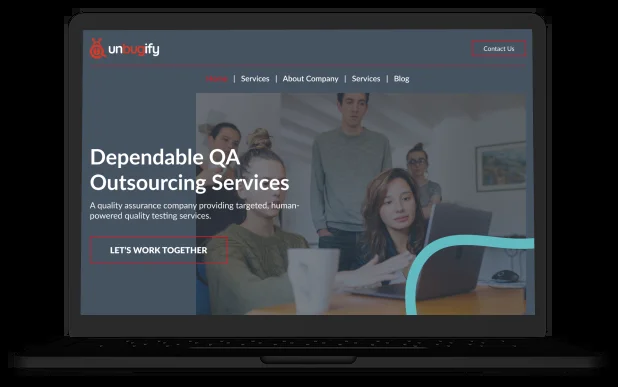 unbugify
Contact Us
Home | Services | About Company | Services | Blog
Dependable QA
Outsourcing Services
A quality assurance company providing targeted, human-
powered quality testing services.
LET'S WORK TOGETHER